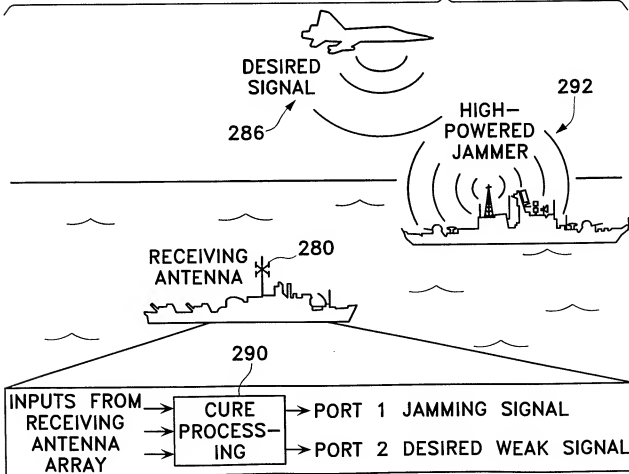 DESIRED
SIGNAL
286
HIGH-
POWERED
JAMMER
292
RECEIVING
ANTENNA
280
290
INPUTS FROM
RECEIVING
ANTENNA
ARRAY
CURE
PROCESS-
ING
PORT 1 JAMMING SIGNAL
PORT 2 DESIRED WEAK SIGNAL